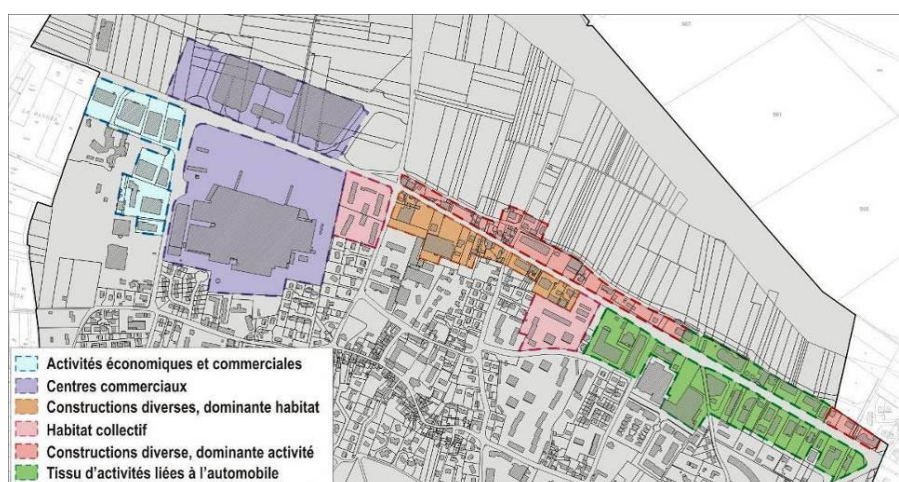 Activités économiques et commerciales
Centres commerciaux
Constructions diverses, dominante habitat
Habitat collectif
Constructions diverse, dominante activité
Tissu d'activités liées à l'automobile